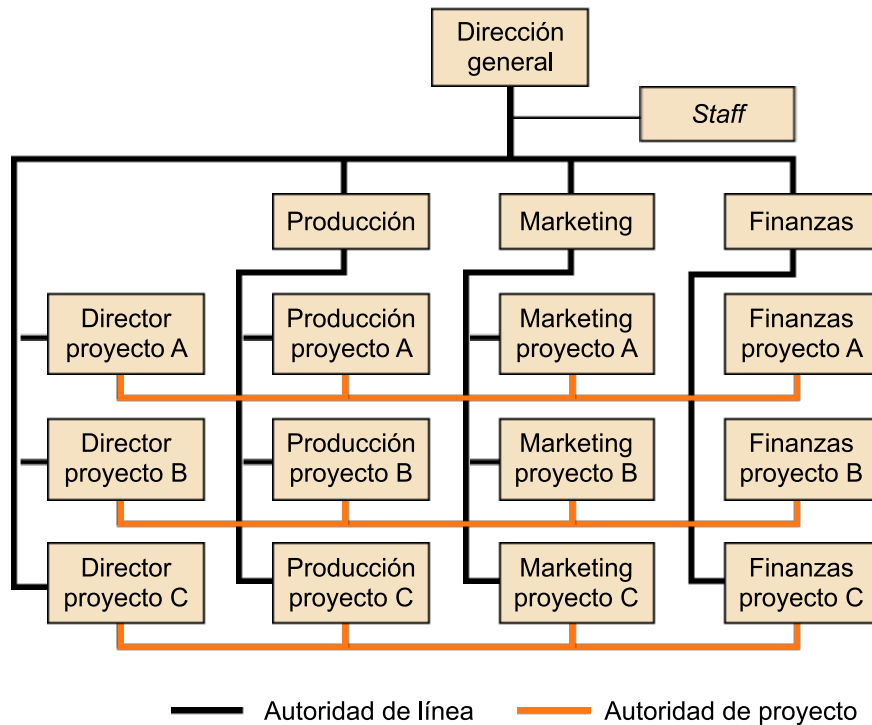 Dirección
general
Staff
Producción
Marketing
Finanzas
Director
proyecto A
Producción
proyecto A
Marketing
proyecto A
Finanzas
proyecto A
Director
proyecto B
Producción
proyecto B
Marketing
proyecto B
Finanzas
proyecto B
Director
proyecto C
Producción
proyecto C
Marketing
proyecto C
Finanzas
proyecto C
Autoridad de línea
Autoridad de proyecto